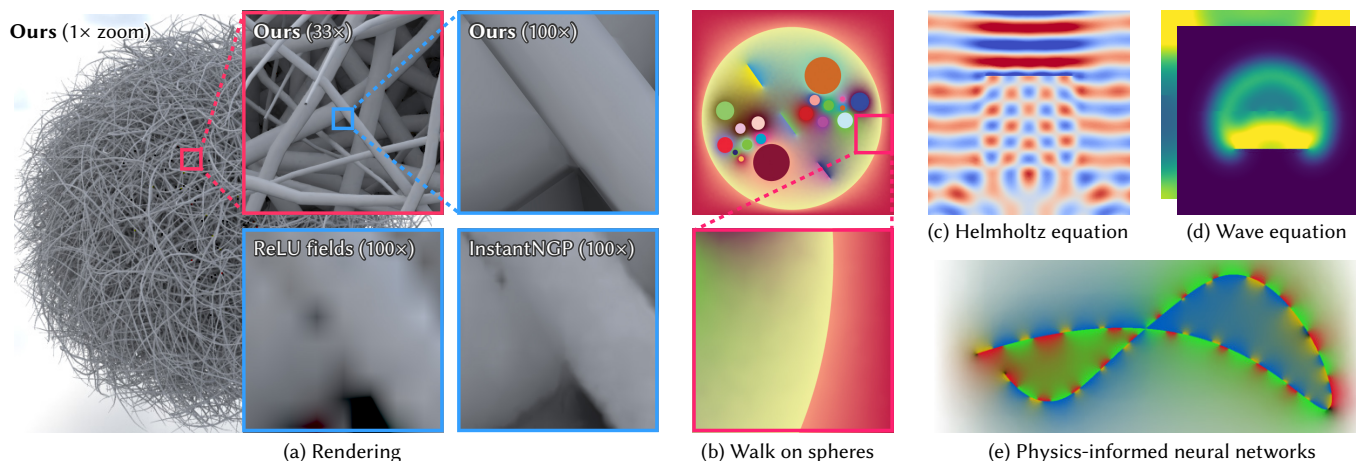 Ours (1× zoom)
Ours (33×)
Ours (100×)
ReLU fields (100×)
InstantNGP (100×)
(a) Rendering
(b) Walk on spheres
(c) Helmholtz equation
(d) Wave equation
(e) Physics-informed neural networks